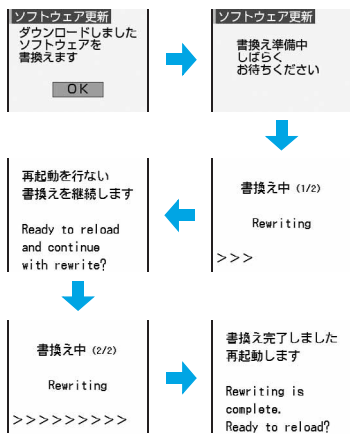 ソフトウェア更新
ダウンロードしました
ソフトウェアを
書換えます
OK
ソフトウェア更新
書換え準備中
しばらく
お待ちください
書換え中 (1/2)
Rewriting
>>>
再起動を行ない
書換えを継続します
Ready to reload
and continue
with rewrite?
書換え中 (2/2)
Rewriting
>>>>>>>>>
書換え完了しました
再起動します
Rewriting is
complete.
Ready to reload?